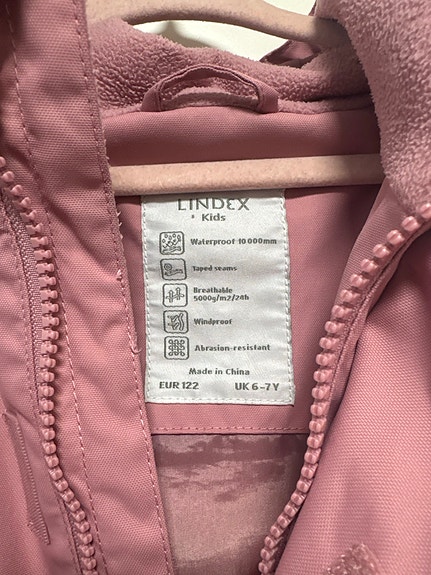 LINDEX
Kids
Waterproof 10 000mm
Taped seams
Breathable
5000g/m2/24h
Windproof
Abrasion-resistant
Made in China
EUR 122 UK 6-7Y